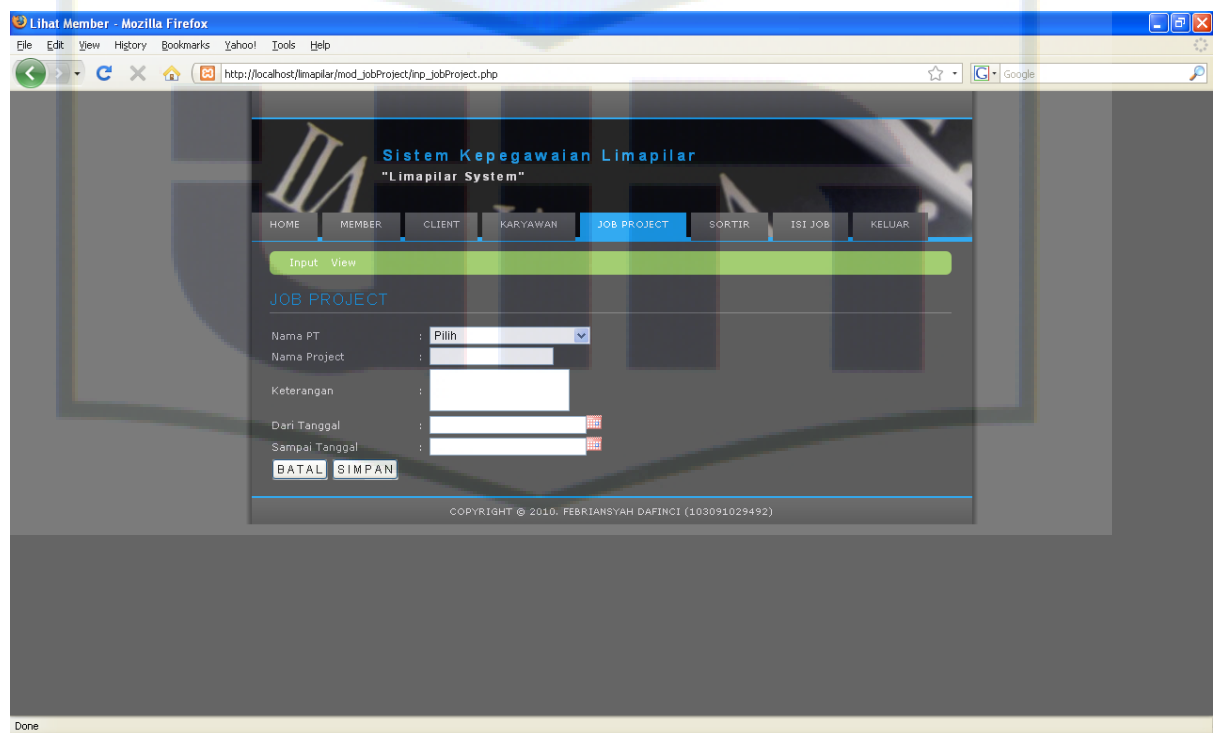 Lihat Member - Mozilla Firefox
File Edit View History Bookmarks Yahoo! Tools Help
http://localhost/limapilar/mod_jobProject/inp_jobProject.php Google
Sistem Kepegawaian Limapilar
"Limapilar System"
HOME MEMBER CLIENT KARYAWAN JOB PROJECT SORTIR ISI JOB KELUAR
Input View
JOB PROJECT
Nama PT : Pilih
Nama Project :
Keterangan :
Dari Tanggal :
Sampai Tanggal :
BATAL SIMPAN
COPYRIGHT © 2010. FEBRIANSYAH DAFINCI (103091029492)
Done